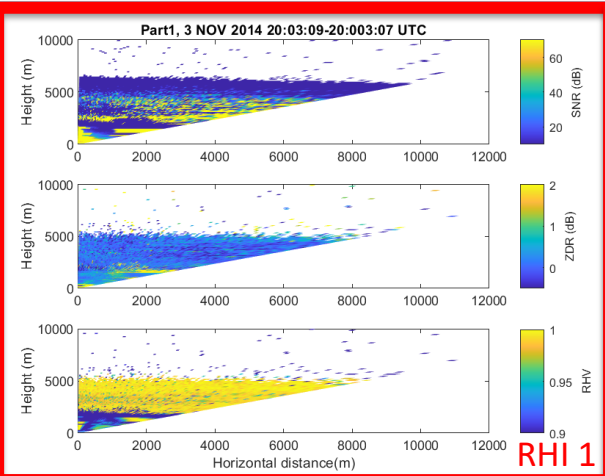 Part1, 3 NOV 2014 20:03:09-20:003:07 UTC
10000
5000
0
Height (m)
0 2000 4000 6000 8000 10000 12000
60
40
20
SNR (dB)
10000
5000
0
Height (m)
0 2000 4000 6000 8000 10000 12000
2
1
0
ZDR (dB)
10000
5000
0
Height (m)
0 2000 4000 6000 8000 10000 12000
Horizontal distance(m)
1
0.95
0.9
RHV
RHI 1